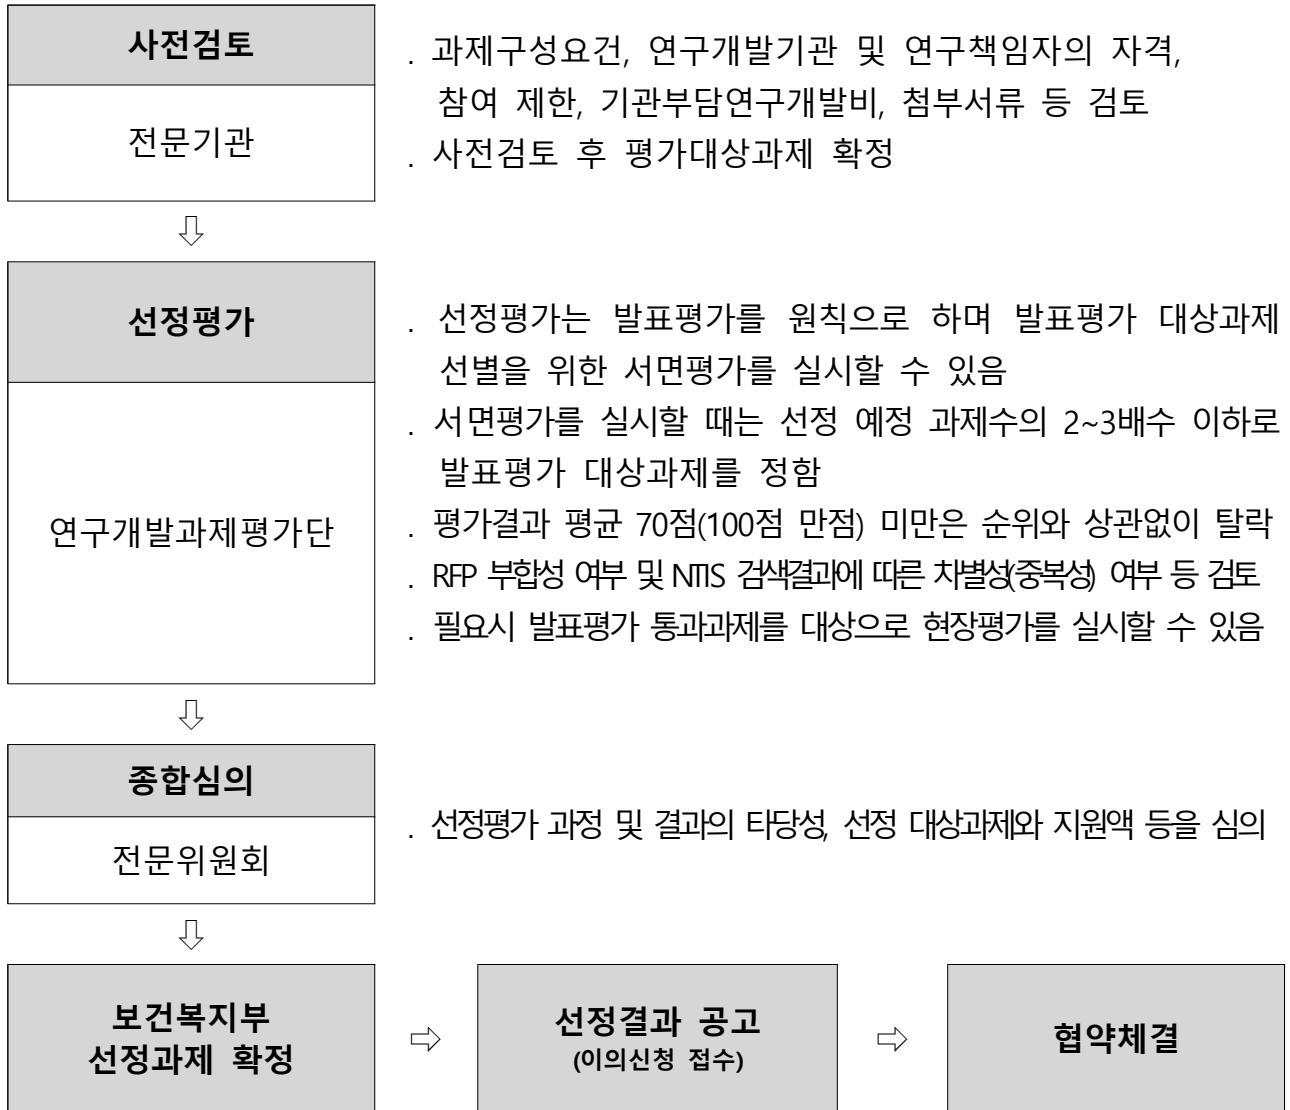 사전검토
전문기관
. 과제구성요건, 연구개발기관 및 연구책임자의 자격,
참여 제한, 기관부담연구개발비, 첨부서류 등 검토
. 사전검토 후 평가대상과제 확정
⇩
선정평가
연구개발과제평가단
. 선정평가는 발표평가를 원칙으로 하며 발표평가 대상과제
선별을 위한 서면평가를 실시할 수 있음
. 서면평가를 실시할 때는 선정 예정 과제수의 2~3배수 이하로
발표평가 대상과제를 정함
. 평가결과 평균 70점(100점 만점) 미만은 순위와 상관없이 탈락
. RFP 부합성 여부 및 NTIS 검색결과에 따른 차별성(중복성) 여부 등 검토
. 필요시 발표평가 통과과제를 대상으로 현장평가를 실시할 수 있음
⇩
종합심의
전문위원회
. 선정평가 과정 및 결과의 타당성, 선정 대상과제와 지원액 등을 심의
⇩
보건복지부
선정과제 확정
⇨
선정결과 공고
(이의신청 접수)
⇨
협약체결